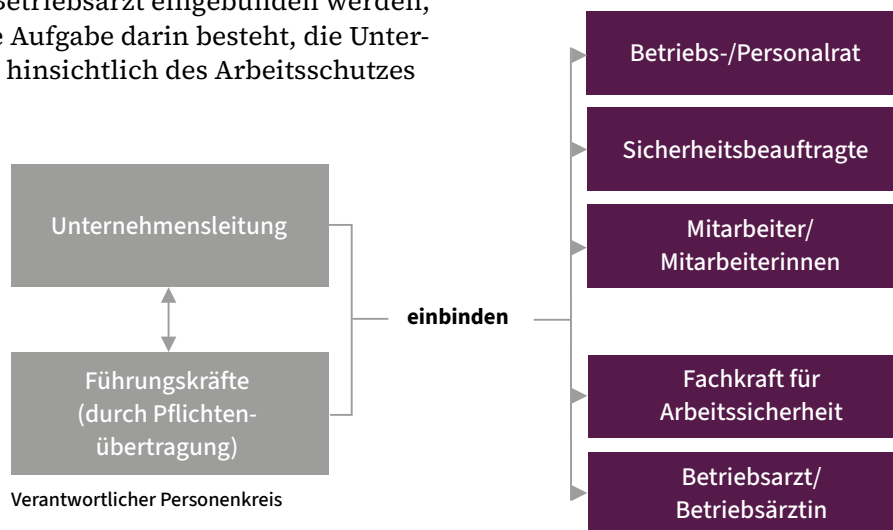 Betriebsarzt eingebunden werden,
e Aufgabe darin besteht, die Unter-
hinsichtlich des Arbeitsschutzes
Unternehmensleitung
Führungskräfte
(durch Pflichten-
übertragung)
Verantwortlicher Personenkreis
einbinden
Betriebs-/Personalrat
Sicherheitsbeauftragte
Mitarbeiter/
Mitarbeiterinnen
Fachkraft für
Arbeitssicherheit
Betriebsarzt/
Betriebsärztin